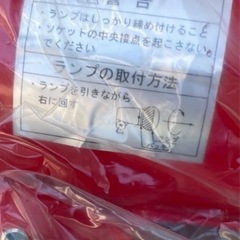 ・ランプはしっかり締め付けること
・ソケットの中央接点を起こさない
でください
ランプの取付方法
・ランプを引きながら
右に回す